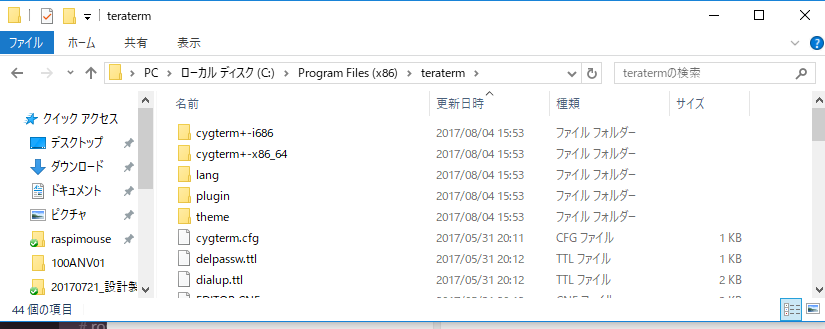 teraterm
ファイル ホーム 共有 表示
PC ローカル ディスク (C:) Program Files (x86) teraterm teratermの検索
名前 更新日時 種類 サイズ
クイック アクセス
デスクトップ
ダウンロード
ドキュメント
ピクチャ
raspimouse
100ANV01
20170721_設計製
cygterm+-i686 2017/08/04 15:53 ファイル フォルダー
cygterm+-x86_64 2017/08/04 15:53 ファイル フォルダー
lang 2017/08/04 15:53 ファイル フォルダー
plugin 2017/08/04 15:53 ファイル フォルダー
theme 2017/08/04 15:53 ファイル フォルダー
cygterm.cfg 2017/05/31 20:11 CFG ファイル 1 KB
delpassw.ttl 2017/05/31 20:12 TTL ファイル 1 KB
dialup.ttl 2017/05/31 20:12 TTL ファイル 2 KB
44 個の項目